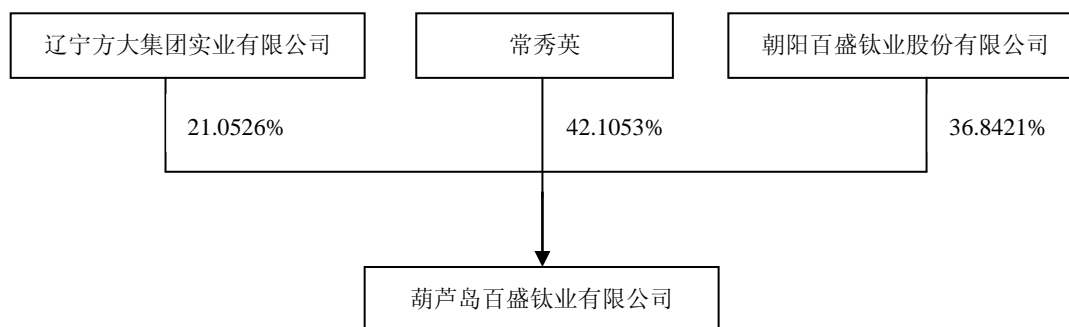 辽宁方大集团实业有限公司
常秀英
朝阳百盛钛业股份有限公司
21.0526%
42.1053%
36.8421%
葫芦岛百盛钛业有限公司